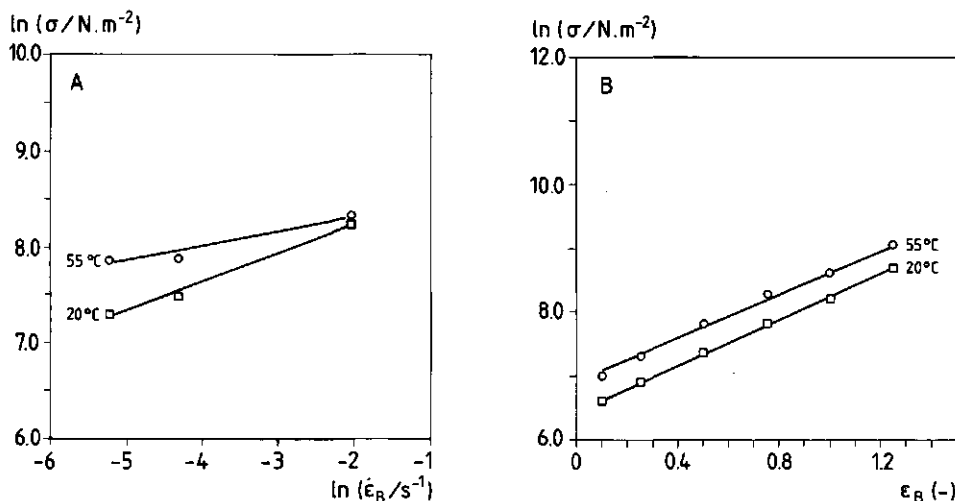 ln (σ/N.m⁻²)
10.0
A
9.0
8.0
55°C
20°C
7.0
6.0
-6 -5 -4 -3 -2 -1
ln (ε̇B/s⁻¹)
ln (σ/N.m⁻²)
12.0
B
10.0
55°C
20°C
8.0
6.0
0 0.4 0.8 1.2
εB (-)